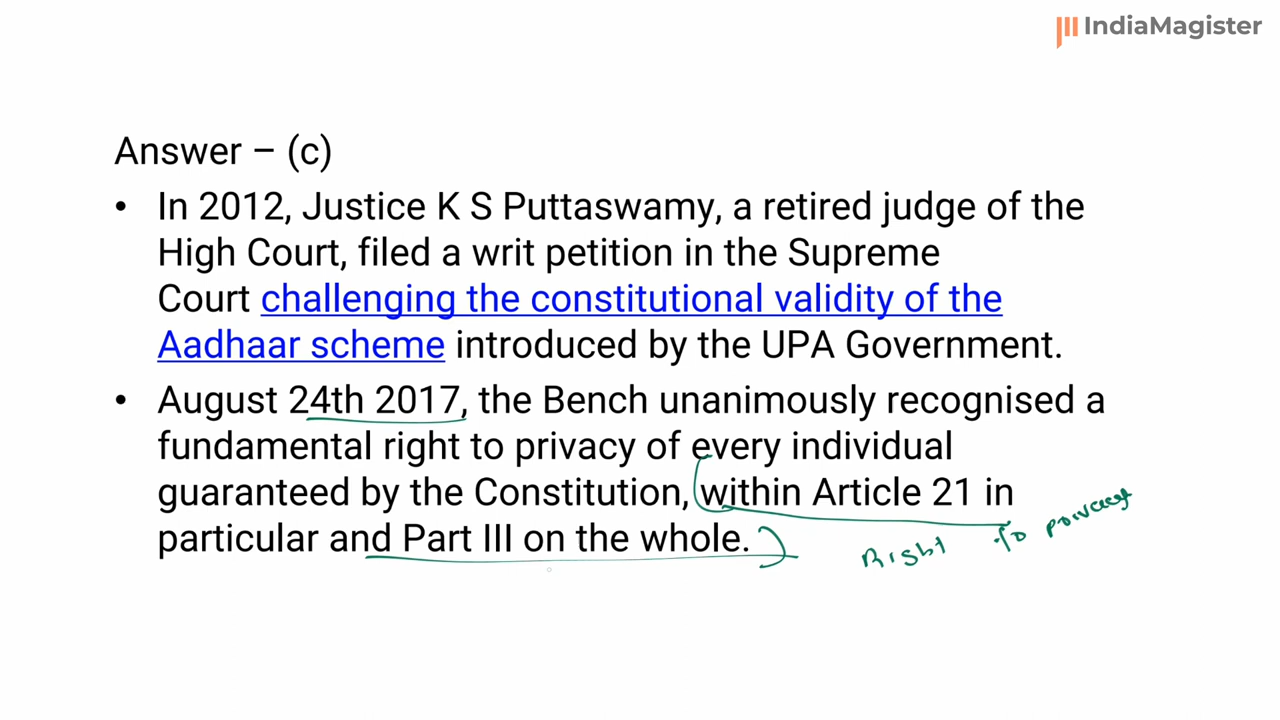 IndiaMagister
Answer – (c)
• In 2012, Justice K S Puttaswamy, a retired judge of the
High Court, filed a writ petition in the Supreme
Court challenging the constitutional validity of the
Aadhaar scheme introduced by the UPA Government.
• August 24th 2017, the Bench unanimously recognised a
fundamental right to privacy of every individual
guaranteed by the Constitution, within Article 21 in
particular and Part III on the whole.
Right to privacy